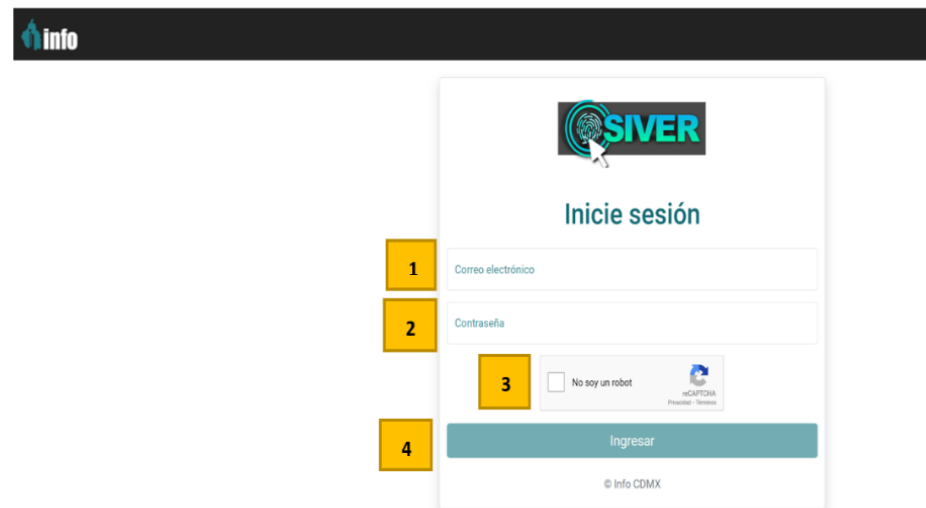 info
SIVER
Inicie sesión
1
Correo electrónico
2
Contraseña
3
No soy un robot
reCAPTCHA
Privacidad - Términos
4
Ingresar
© Info CDMX